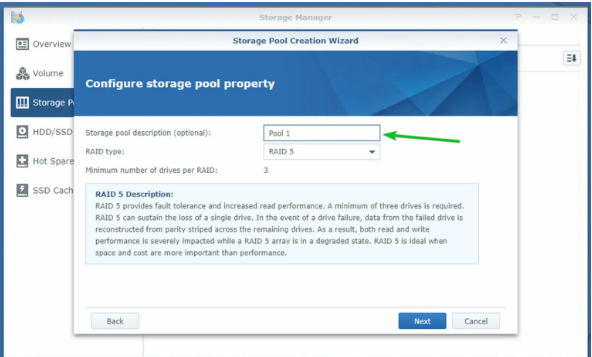 Storage Manager
Overview
Volume
Storage P
HDD/SSD
Hot Spare
SSD Cach
Storage Pool Creation Wizard
Configure storage pool property
Storage pool description (optional):
Pool 1
RAID type:
RAID 5
Minimum number of drives per RAID:
3
RAID 5 Description:
RAID 5 provides fault tolerance and increased read performance. A minimum of three drives is required.
RAID 5 can sustain the loss of a single drive. In the event of a drive failure, data from the failed drive is
reconstructed from parity striped across the remaining drives. As a result, both read and write
performance is severely impacted while a RAID 5 array is in a degraded state. RAID 5 is ideal when
space and cost are more important than performance.
Back
Next
Cancel